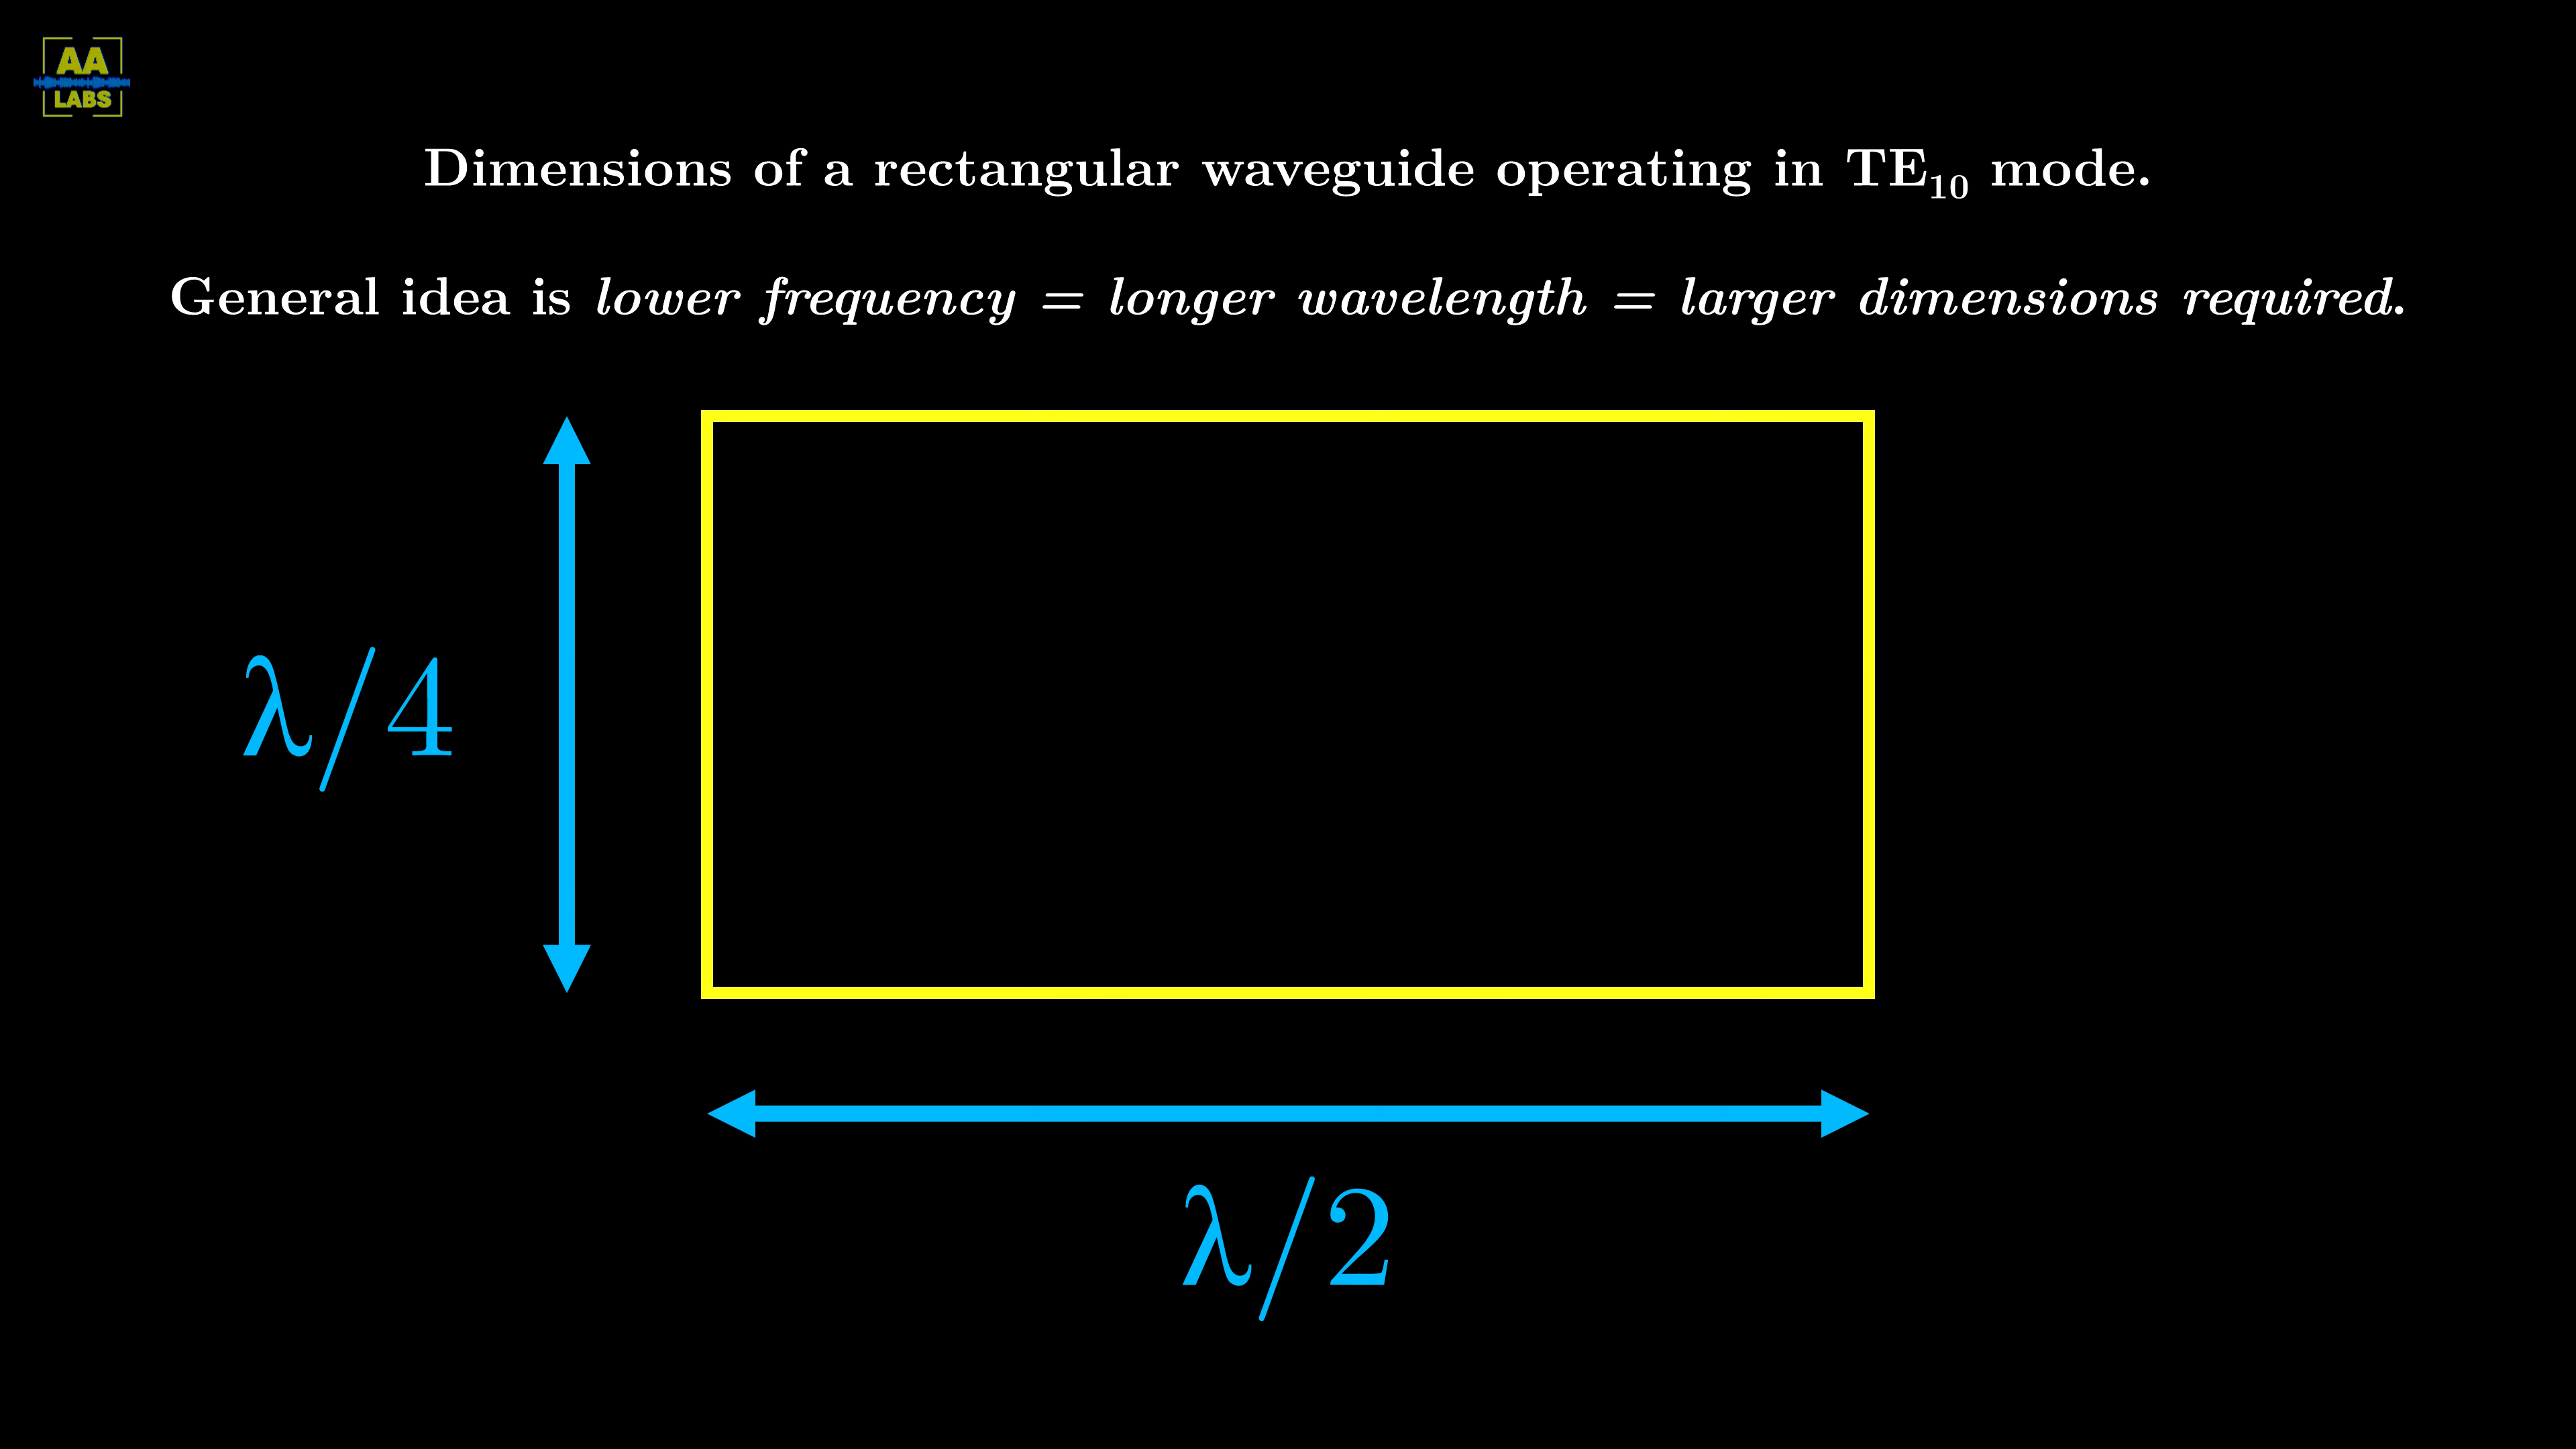 AA
LABS
Dimensions of a rectangular waveguide operating in TE₁₀ mode.
General idea is lower frequency = longer wavelength = larger dimensions required.
λ/4
λ/2